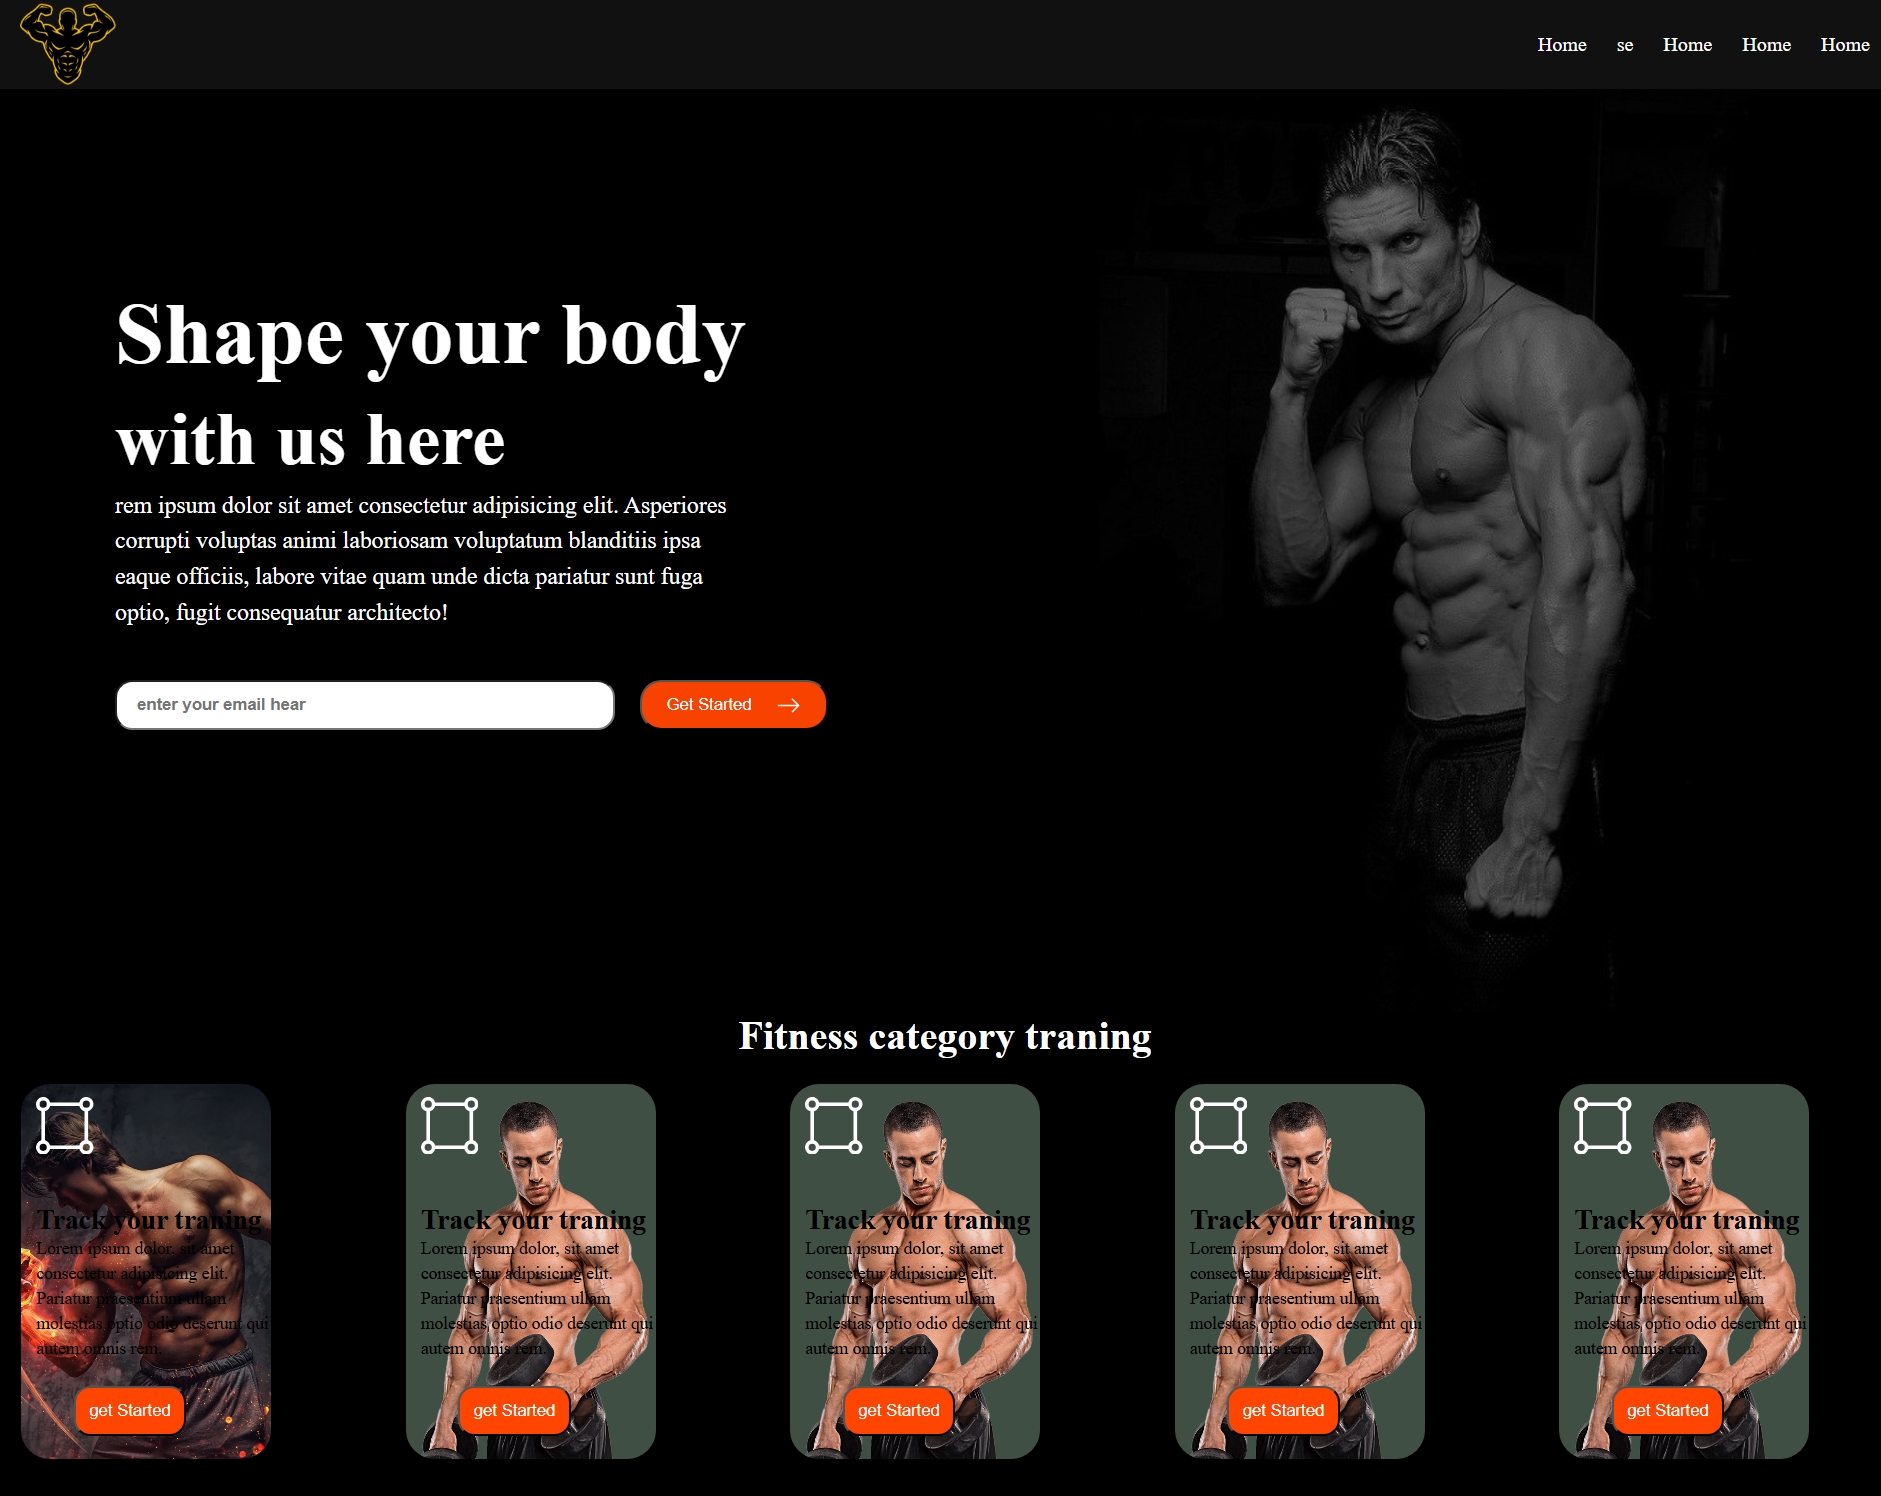 Home se Home Home Home
Shape your body
with us here
rem ipsum dolor sit amet consectetur adipisicing elit. Asperiores
corrupti voluptas animi laboriosam voluptatum blanditiis ipsa
eaque officiis, labore vitae quam unde dicta pariatur sunt fuga
optio, fugit consequatur architecto!
enter your email hear
Get Started
Fitness category traning
Track your traning
Lorem ipsum dolor, sit amet
consectetur adipisicing elit.
Pariatur praesentium ullam
molestias optio odio deserunt qui
autem omnis rem.
get Started
Track your traning
Lorem ipsum dolor, sit amet
consectetur adipisicing elit.
Pariatur praesentium ullam
molestias optio odio deserunt qui
autem omnis rem.
get Started
Track your traning
Lorem ipsum dolor, sit amet
consectetur adipisicing elit.
Pariatur praesentium ullam
molestias optio odio deserunt qui
autem omnis rem.
get Started
Track your traning
Lorem ipsum dolor, sit amet
consectetur adipisicing elit.
Pariatur praesentium ullam
molestias optio odio deserunt qui
autem omnis rem.
get Started
Track your traning
Lorem ipsum dolor, sit amet
consectetur adipisicing elit.
Pariatur praesentium ullam
molestias optio odio deserunt qui
autem omnis rem.
get Started